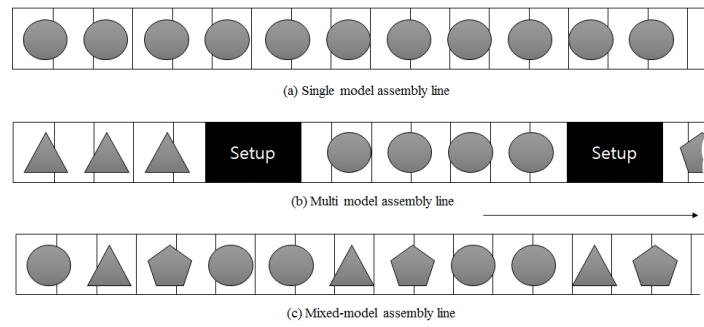 (a) Single model assembly line
Setup
Setup
(b) Multi model assembly line
(c) Mixed-model assembly line